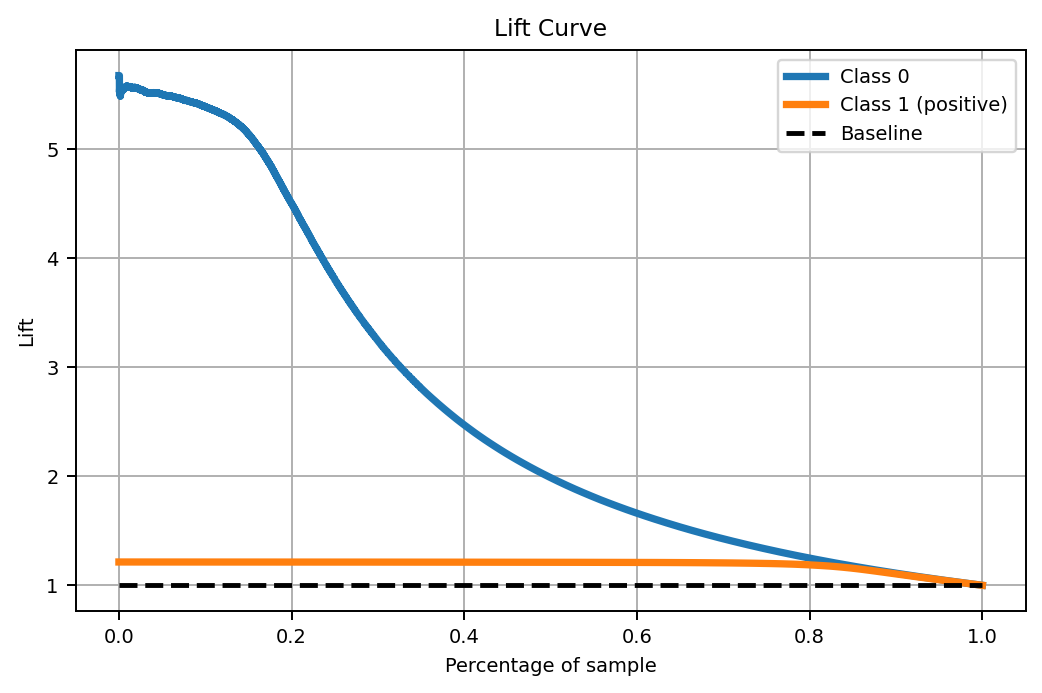 Lift Curve
Class 0
Class 1 (positive)
Baseline
Lift
5
4
3
2
1
0.0
0.2
0.4
0.6
0.8
1.0
Percentage of sample